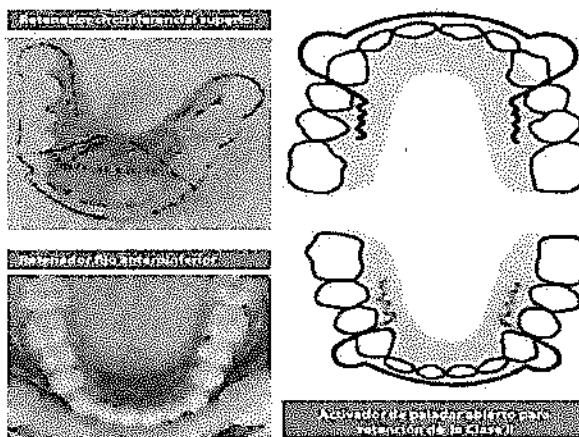 Retenedor circunferencial superior
Retenedor fijo anteroinferior
Activador de paladar abierto para
retención de la Clase II